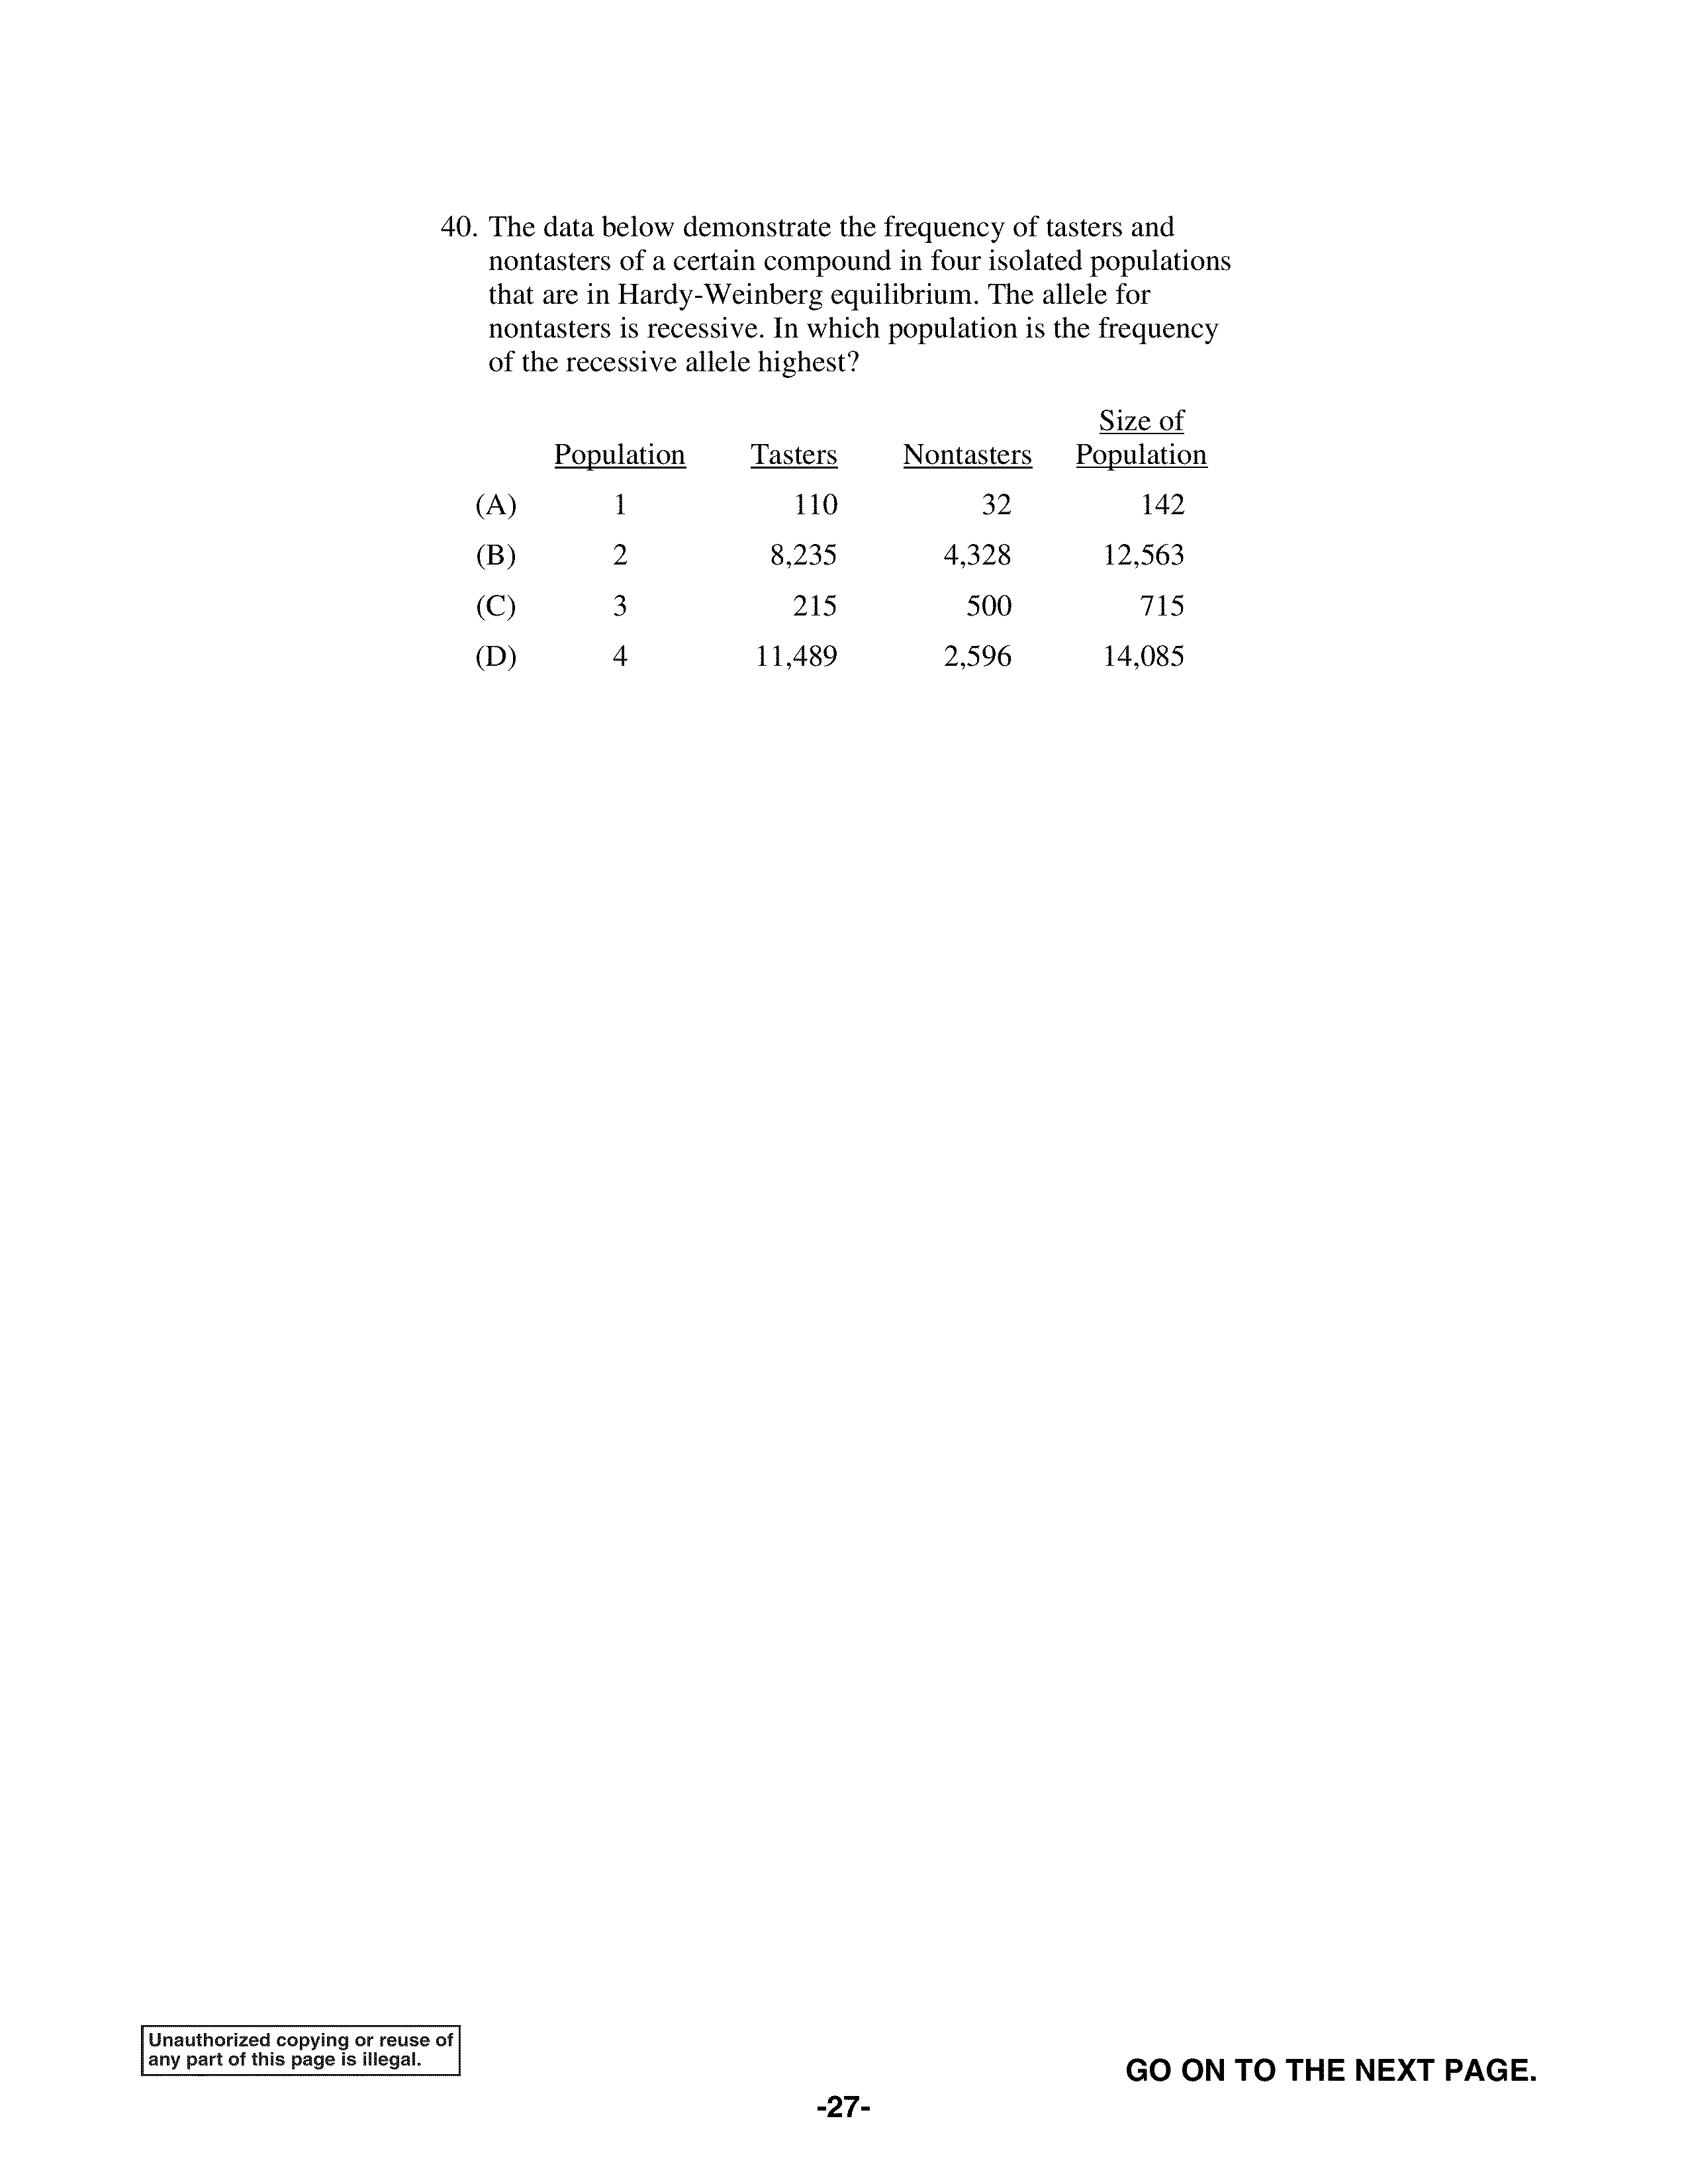 40. The data below demonstrate the frequency of tasters and
nontasters of a certain compound in four isolated populations
that are in Hardy-Weinberg equilibrium. The allele for
nontasters is recessive. In which population is the frequency
of the recessive allele highest?
Size of
Population Tasters Nontasters Population
(A) 1 110 32 142
(B) 2 8,235 4,328 12,563
(C) 3 215 500 715
(D) 4 11,489 2,596 14,085
Unauthorized copying or reuse of
any part of this page is illegal.
GO ON TO THE NEXT PAGE.
-27-